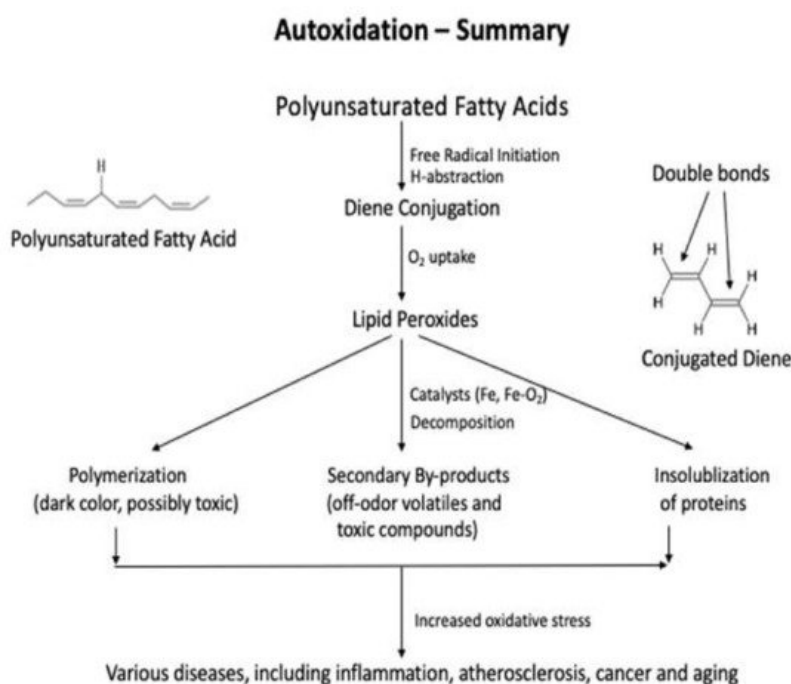 Autoxidation – Summary
Polyunsaturated Fatty Acids
Free Radical Initiation
H-abstraction
H
Polyunsaturated Fatty Acid
Diene Conjugation
Double bonds
O₂ uptake
H
H
H
H
H
H
Conjugated Diene
Lipid Peroxides
Catalysts (Fe, Fe-O₂)
Decomposition
Polymerization
(dark color, possibly toxic)
Secondary By-products
(off-odor volatiles and
toxic compounds)
Insolublization
of proteins
Increased oxidative stress
Various diseases, including inflammation, atherosclerosis, cancer and aging